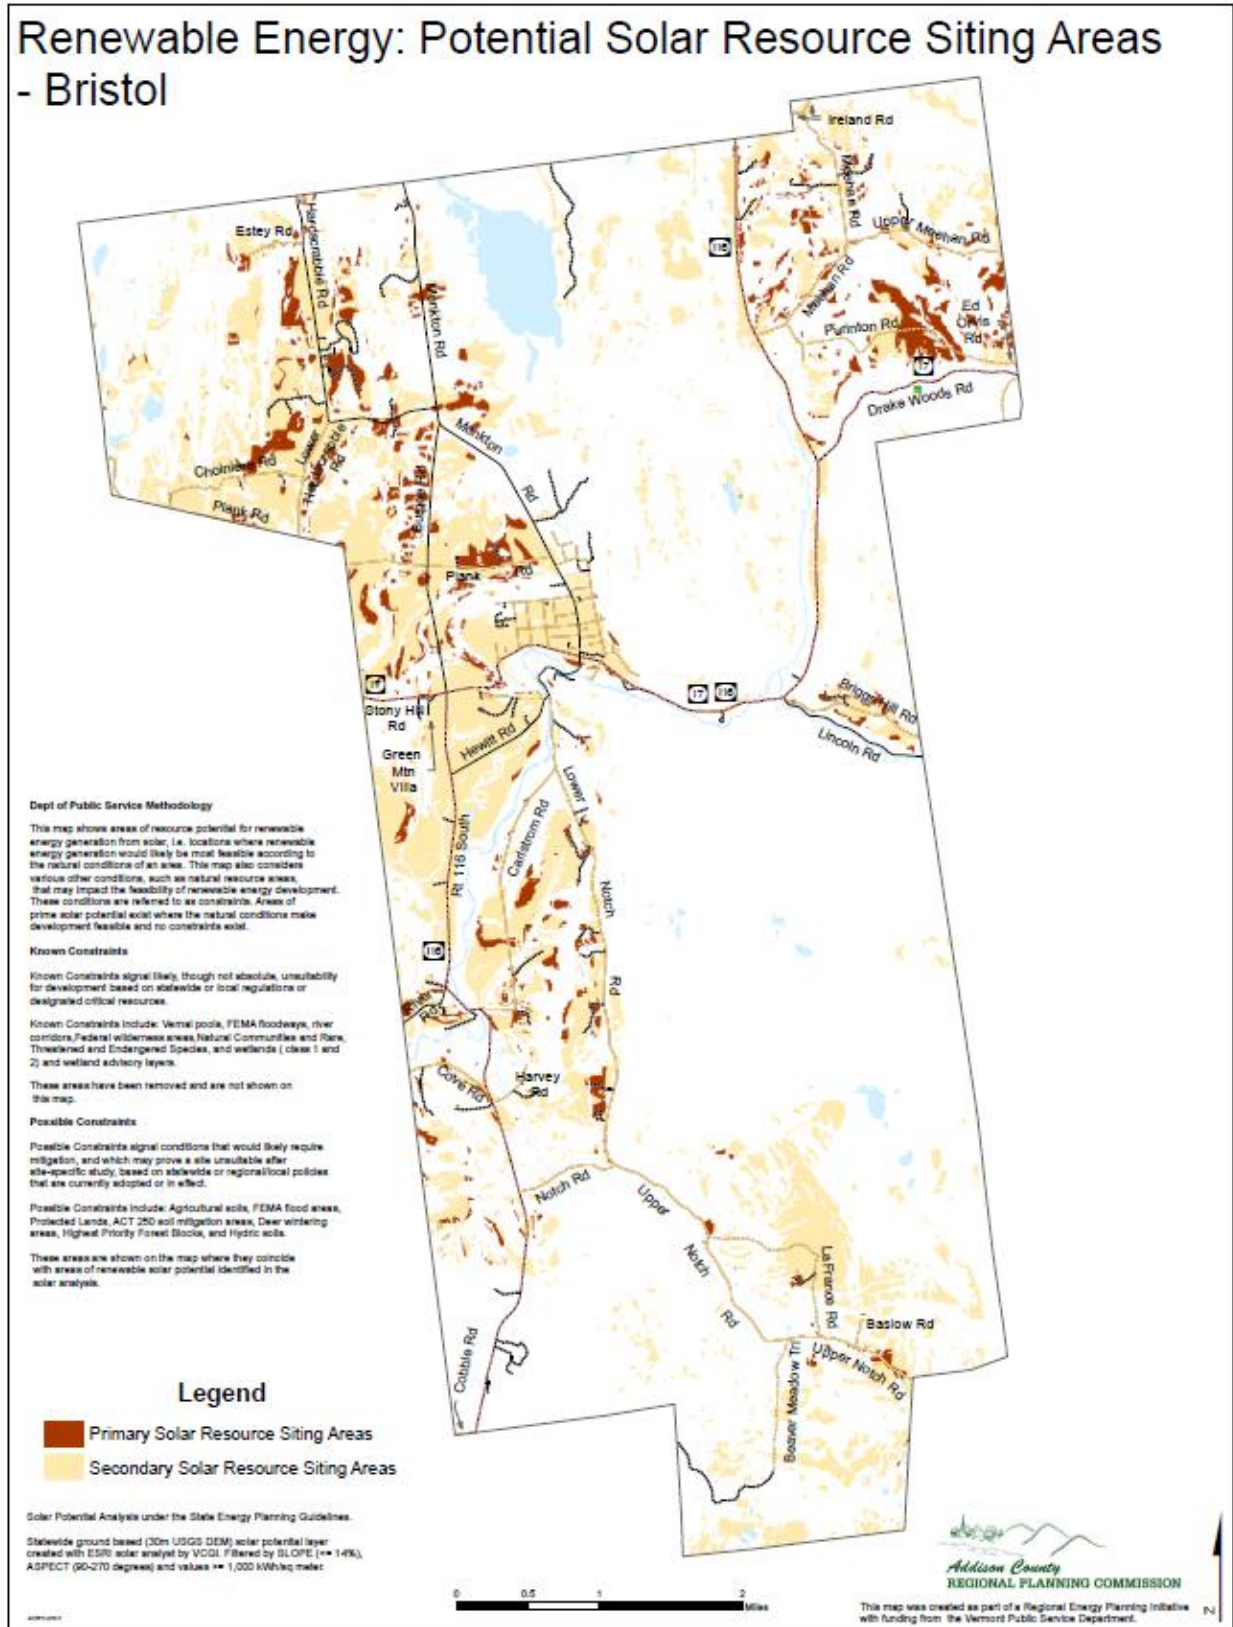 Renewable Energy: Potential Solar Resource Siting Areas
- Bristol
Ireland Rd
Meehan Rd
Upper Meehan Rd
Estey Rd
Hardscrabble Rd
116
Monkton Rd
Meehan Rd
Purinton Rd
Ed
Orvis
Rd
17
Drake Woods Rd
Monkton
Rd
Lower
Hardscrabble
Rd
Cholniere Rd
Plank Rd
Plank
Rd
17
Stony Hill
Rd
Green
Mtn
Villa
Hewitt Rd
17
116
Briggs Hill Rd
Lincoln Rd
Lower
Notch
Rd
Carlstrom Rd
Rt 116 South
116
River
Rd
Cove Rd
Harvey
Rd
Notch Rd
Upper
Notch
Rd
LaFrance Rd
Baslow Rd
Upper Notch Rd
Beaver Meadow Trl
Cobble Rd
Dept of Public Service Methodology
This map shows areas of resource potential for renewable
energy generation from solar, i.e. locations where renewable
energy generation would likely be most feasible according to
the natural conditions of an area. This map also considers
various other conditions, such as natural resource areas,
that may impact the feasibility of renewable energy development.
These conditions are referred to as constraints. Areas of
prime solar potential exist where the natural conditions make
development feasible and no constraints exist.
Known Constraints
Known Constraints signal likely, though not absolute, unsuitability
for development based on statewide or local regulations or
designated critical resources.
Known Constraints include: Vernal pools, FEMA floodways, river
corridors,Federal wilderness areas,Natural Communities and Rare,
Threatened and Endangered Species, and wetlands ( class 1 and
2) and wetland advisory layers.
These areas have been removed and are not shown on
this map.
Possible Constraints
Possible Constraints signal conditions that would likely require
mitigation, and which may prove a site unsuitable after
site-specific study, based on statewide or regional/local policies
that are currently adopted or in effect.
Possible Constraints include: Agricultural soils, FEMA flood areas,
Protected Lands, ACT 250 soil mitigation areas, Deer wintering
areas, Highest Priority Forest Blocks, and Hydric soils.
These areas are shown on the map where they coincide
with areas of renewable solar potential identified in the
solar analysis.
Legend
Primary Solar Resource Siting Areas
Secondary Solar Resource Siting Areas
Solar Potential Analysis under the State Energy Planning Guidelines.
Statewide ground based (30m USGS DEM) solar potential layer
created with ESRI solar analyst by VCGI. Filtered by SLOPE (<= 14%),
ASPECT (90-270 degrees) and values >= 1,000 kWh/sq meter.
0 0.5 1 2
Miles
Addison County
REGIONAL PLANNING COMMISSION
This map was created as part of a Regional Energy Planning Initiative
with funding from the Vermont Public Service Department.
N